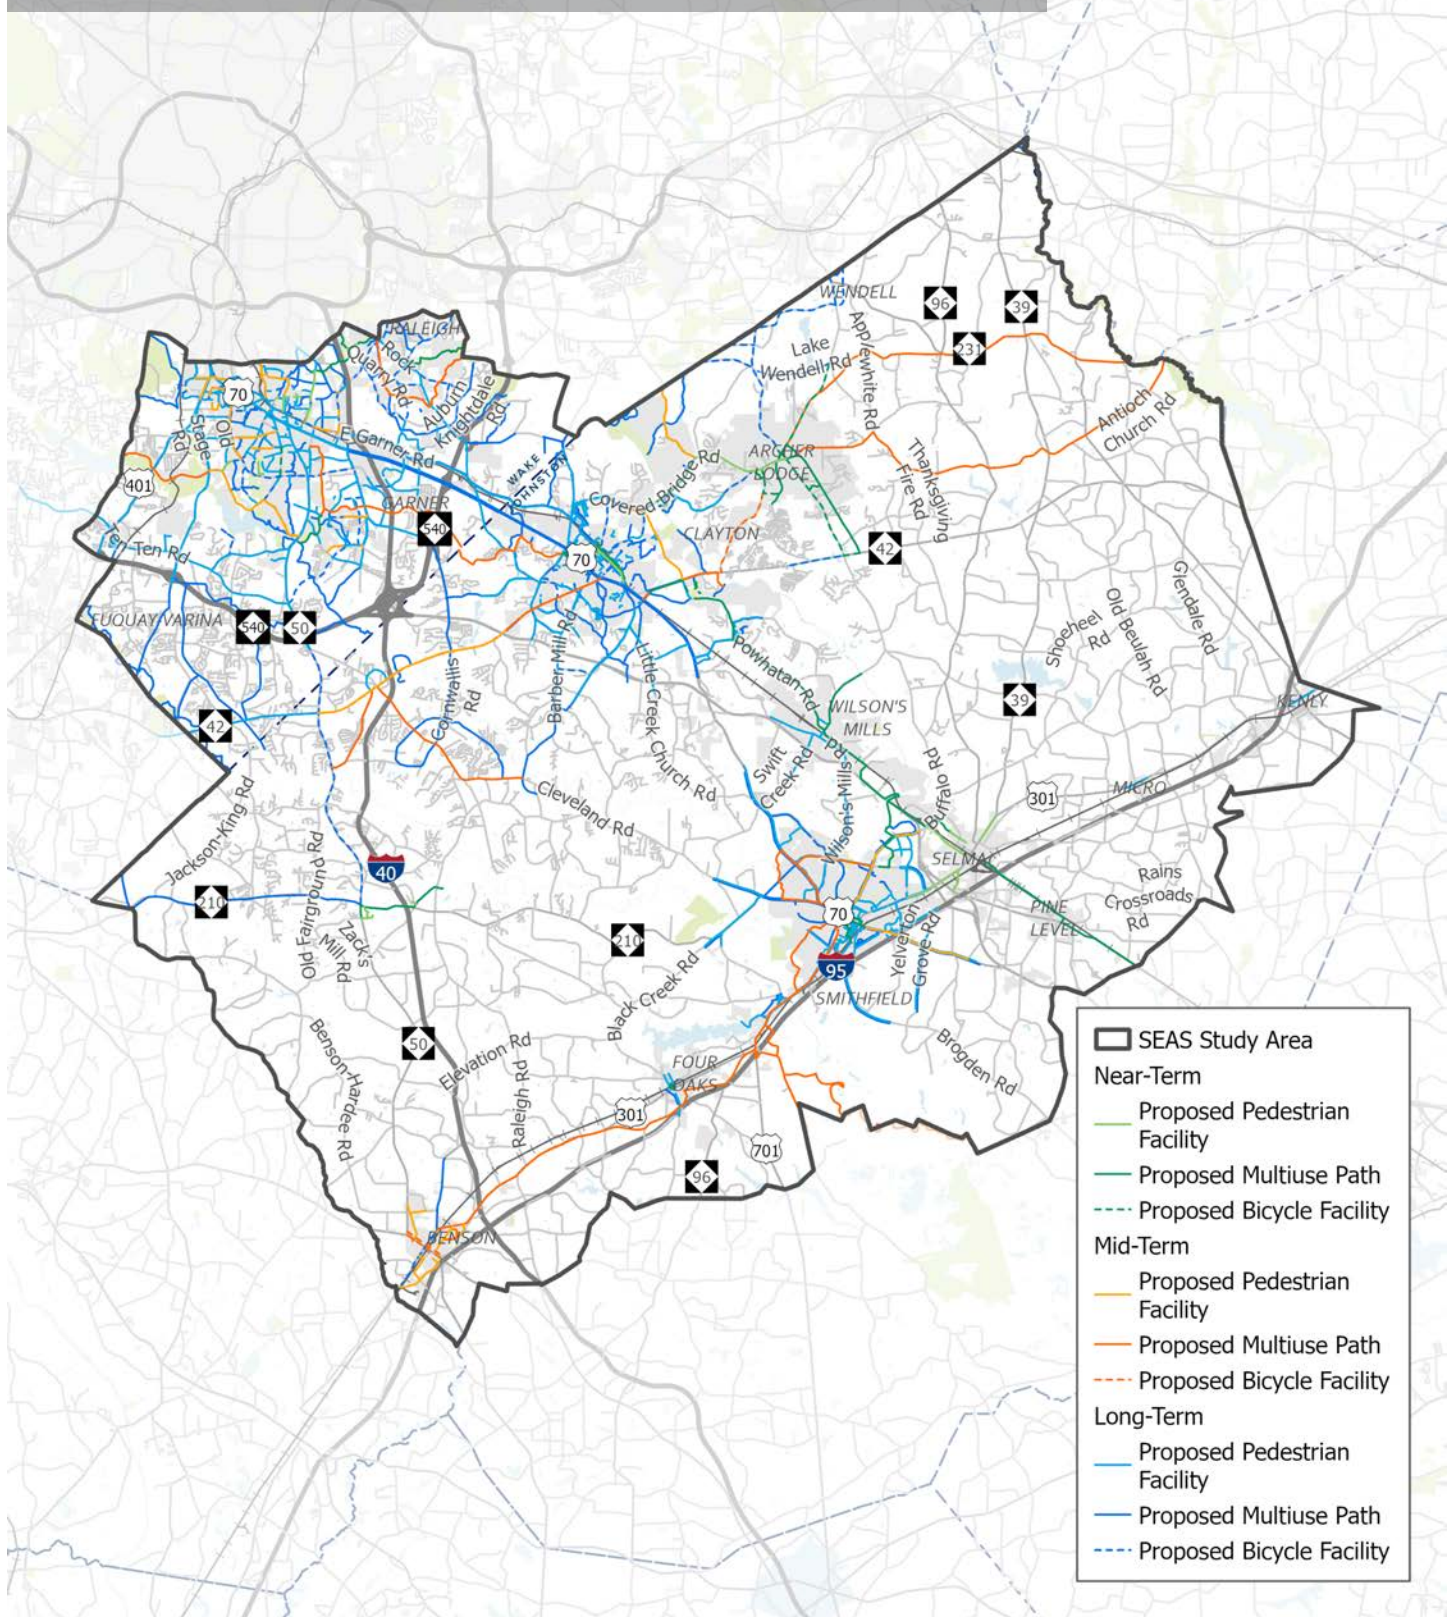 WENDELL
96
39
231
RALEIGH
Rock
Quarry Rd
Applewhite Rd
Lake
Wendell Rd
Auburn
Knightdale
Rd
70
Old
Stage
Rd
E Garner Rd
Antioch
Church Rd
401
WAKE
JOHNSTON
ARCHER
LODGE
Covered Bridge Rd
Thanksgiving
Fire Rd
GARNER
540
CLAYTON
70
42
Ten-Ten Rd
FUQUAY-VARINA
540
50
Glendale Rd
Old Beulah Rd
Shoeheel
Rd
Barber Mill Rd
Cornwallis
Rd
Little Creek Church Rd
Powhatan Rd
WILSON'S
MILLS
39
KENLY
42
Swift
Creek Rd
Wilson's Mills
Rd
Buffalo Rd
301
MICRO
Cleveland Rd
Jackson-King Rd
40
SELMA
Rains
Crossroads
Rd
210
Old Fairground Rd
Zack's
Mill Rd
70
PINE
LEVEL
210
Yelverton
Grove Rd
95
SMITHFIELD
Black Creek Rd
50
Elevation Rd
Benson-Hardee Rd
Raleigh Rd
FOUR
OAKS
Brogden Rd
301
701
96
BENSON
SEAS Study Area
Near-Term
Proposed Pedestrian
Facility
Proposed Multiuse Path
Proposed Bicycle Facility
Mid-Term
Proposed Pedestrian
Facility
Proposed Multiuse Path
Proposed Bicycle Facility
Long-Term
Proposed Pedestrian
Facility
Proposed Multiuse Path
Proposed Bicycle Facility